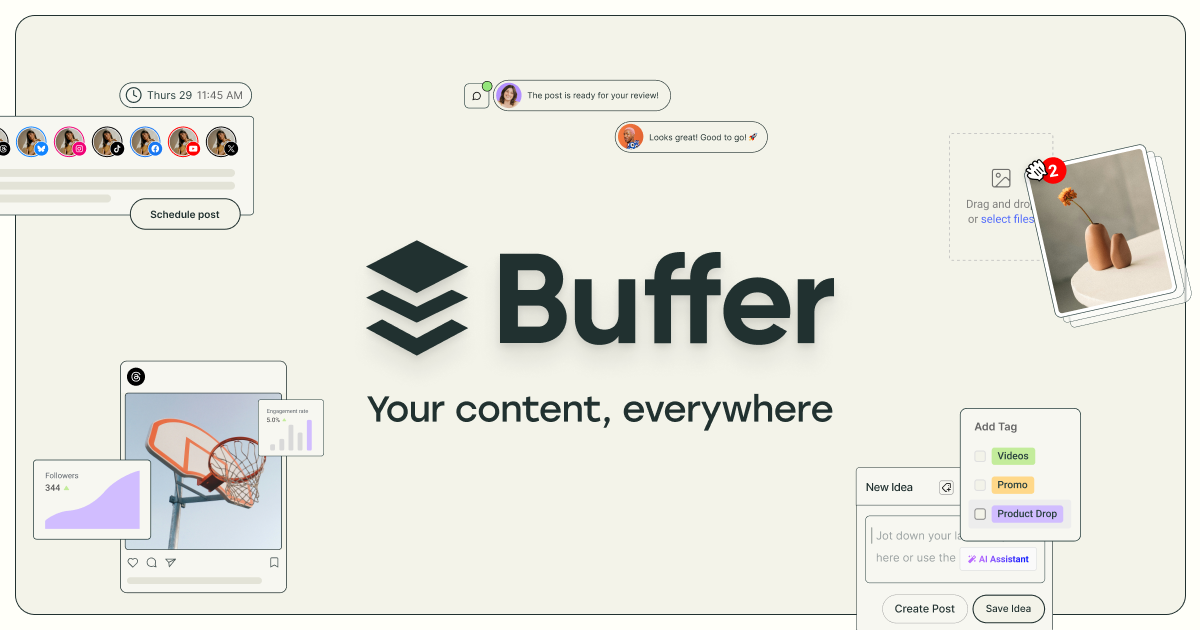 Thurs 29 11:45 AM
Schedule post
The post is ready for your review!
Looks great! Good to go! 🚀
2
Drag and dro
or select files
Buffer
Your content, everywhere
Engagement rate
5.0%
Followers
344
Add Tag
Videos
Promo
Product Drop
New Idea
Jot down your la
here or use the AI Assistant
Create Post
Save Idea